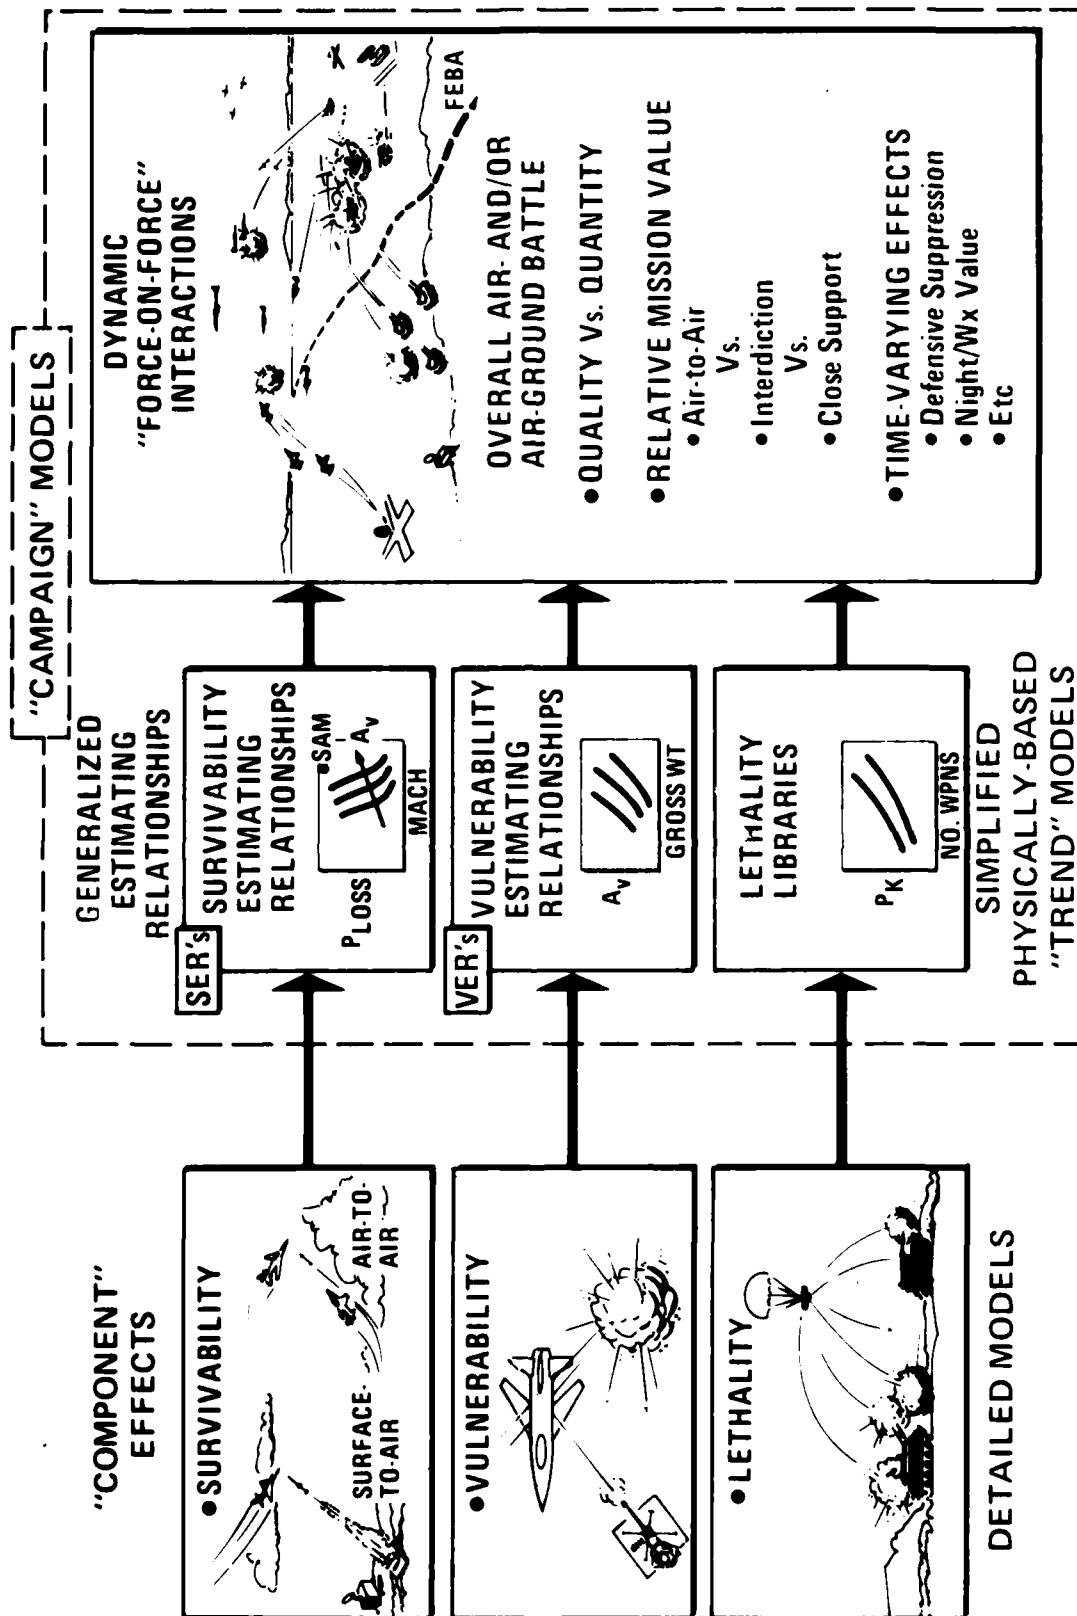 "CAMPAIGN" MODELS
"COMPONENT"
EFFECTS
•SURVIVABILITY
SURFACE-
TO-AIR
AIR-TO-
AIR
•VULNERABILITY
•LETHALITY
DETAILED MODELS
GENERALIZED
ESTIMATING
RELATIONSHIPS
SER's
SURVIVABILITY
ESTIMATING
RELATIONSHIPS
•SAM
PLOSS
AV
MACH
VER's
VULNERABILITY
ESTIMATING
RELATIONSHIPS
AV
GROSS WT
LETHALITY
LIBRARIES
PK
NO. WPNS
SIMPLIFIED
PHYSICALLY-BASED
"TREND" MODELS
DYNAMIC
"FORCE-ON-FORCE"
INTERACTIONS
FEBA
OVERALL AIR- AND/OR
AIR-GROUND BATTLE
•QUALITY Vs. QUANTITY
•RELATIVE MISSION VALUE
•Air-to-Air
Vs.
•Interdiction
Vs.
•Close Support
•TIME-VARYING EFFECTS
•Defensive Suppression
•Night/Wx Value
•Etc